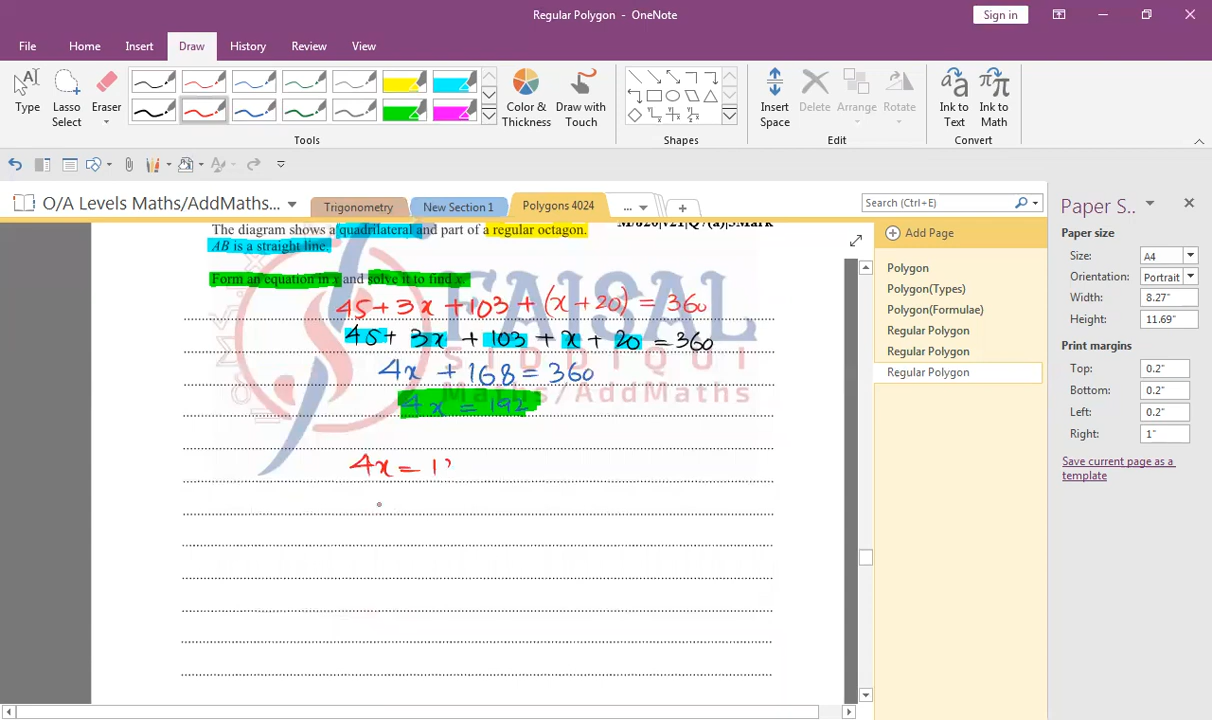 Regular Polygon - OneNote
Sign in
File Home Insert Draw History Review View
Type
Lasso Select
Eraser
Color & Thickness
Draw with Touch
Insert Space
Delete
Arrange
Rotate
Ink to Text
Ink to Math
Tools Shapes Edit Convert
O/A Levels Maths/AddMaths... Trigonometry New Section 1 Polygons 4024 ... +
Search (Ctrl+E)
Paper S...
Add Page
Polygon
Polygon(Types)
Polygon(Formulae)
Regular Polygon
Regular Polygon
Regular Polygon
Paper size
Size: A4
Orientation: Portrait
Width: 8.27"
Height: 11.69"
Print margins
Top: 0.2"
Bottom: 0.2"
Left: 0.2"
Right: 1"
Save current page as a template
The diagram shows a quadrilateral and part of a regular octagon.
AB is a straight line.
Form an equation in x and solve it to find x.
45 + 3x + 103 + (x + 20) = 360
45 + 3x + 103 + x + 20 = 360
4x + 168 = 360
4x = 192
4x = 1
FAISAL
SIDDIQUI
Maths/AddMaths